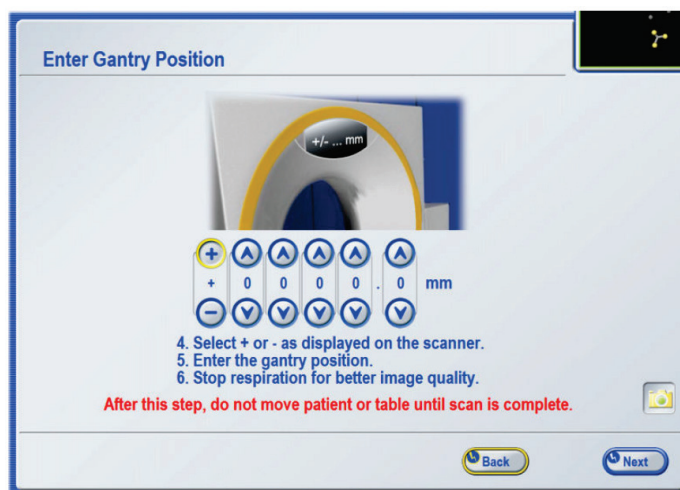 Enter Gantry Position
+/- ... mm
+ 0 0 0 0 . 0 mm
4. Select + or - as displayed on the scanner.
5. Enter the gantry position.
6. Stop respiration for better image quality.
After this step, do not move patient or table until scan is complete.
Back Next